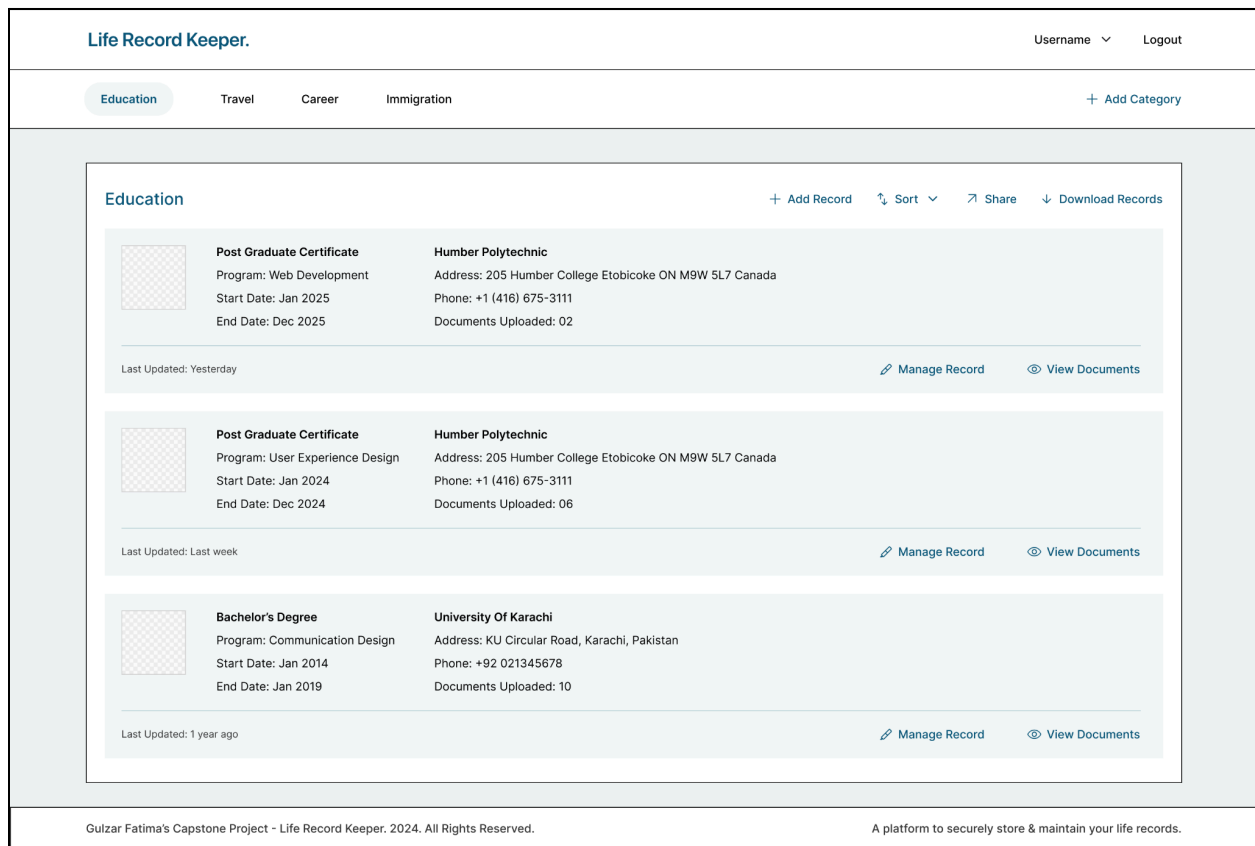 Life Record Keeper.
Username
Logout
Education
Travel
Career
Immigration
Add Category
Education
Add Record
Sort
Share
Download Records
Post Graduate Certificate
Program: Web Development
Start Date: Jan 2025
End Date: Dec 2025
Humber Polytechnic
Address: 205 Humber College Etobicoke ON M9W 5L7 Canada
Phone: +1 (416) 675-3111
Documents Uploaded: 02
Last Updated: Yesterday
Manage Record
View Documents
Post Graduate Certificate
Program: User Experience Design
Start Date: Jan 2024
End Date: Dec 2024
Humber Polytechnic
Address: 205 Humber College Etobicoke ON M9W 5L7 Canada
Phone: +1 (416) 675-3111
Documents Uploaded: 06
Last Updated: Last week
Manage Record
View Documents
Bachelor’s Degree
Program: Communication Design
Start Date: Jan 2014
End Date: Jan 2019
University Of Karachi
Address: KU Circular Road, Karachi, Pakistan
Phone: +92 021345678
Documents Uploaded: 10
Last Updated: 1 year ago
Manage Record
View Documents
Gulzar Fatima’s Capstone Project - Life Record Keeper. 2024. All Rights Reserved.
A platform to securely store & maintain your life records.